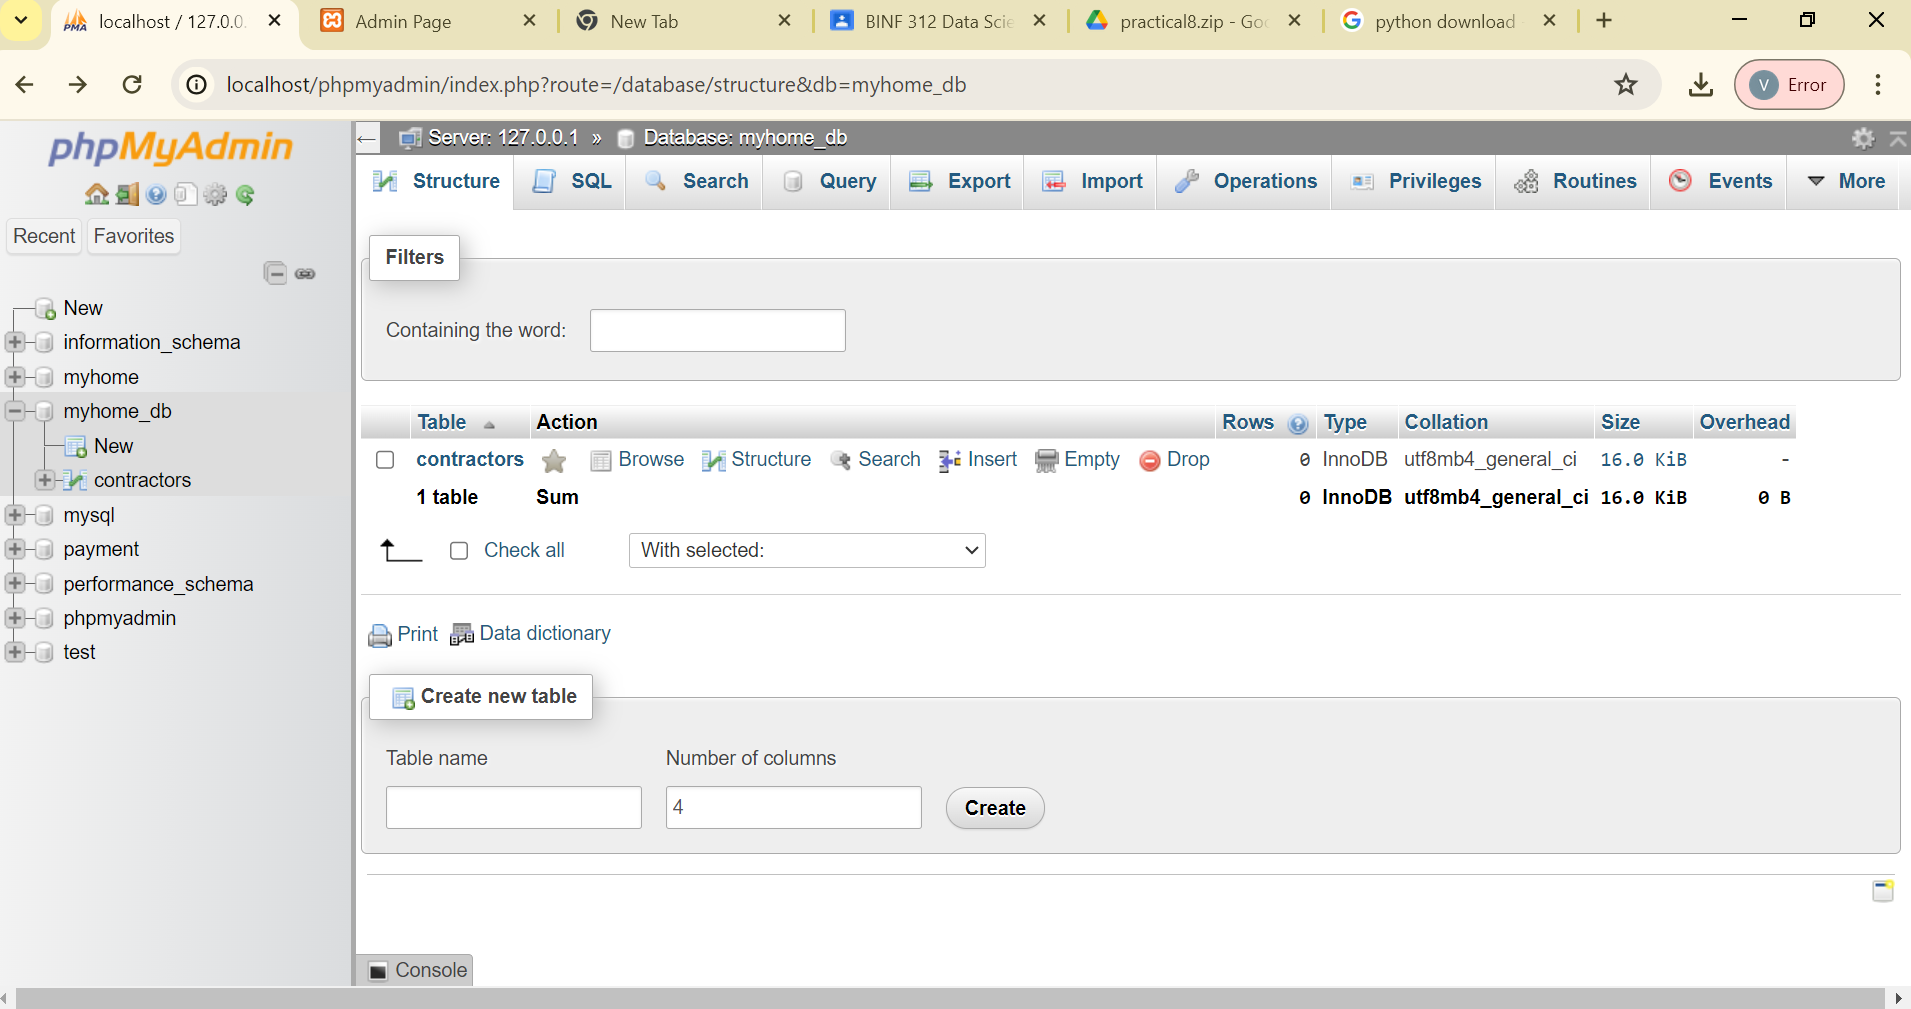 localhost / 127.0.0.
Admin Page
New Tab
BINF 312 Data Scie
practical8.zip - Goo
python download
localhost/phpmyadmin/index.php?route=/database/structure&db=myhome_db
V Error
phpMyAdmin
Recent Favorites
New
information_schema
myhome
myhome_db
New
contractors
mysql
payment
performance_schema
phpmyadmin
test
Server: 127.0.0.1 » Database: myhome_db
Structure SQL Search Query Export Import Operations Privileges Routines Events More
Filters
Containing the word:
Table Action Rows Type Collation Size Overhead
contractors Browse Structure Search Insert Empty Drop 0 InnoDB utf8mb4_general_ci 16.0 KiB -
1 table Sum 0 InnoDB utf8mb4_general_ci 16.0 KiB 0 B
Check all With selected:
Print Data dictionary
Create new table
Table name Number of columns
4 Create
Console